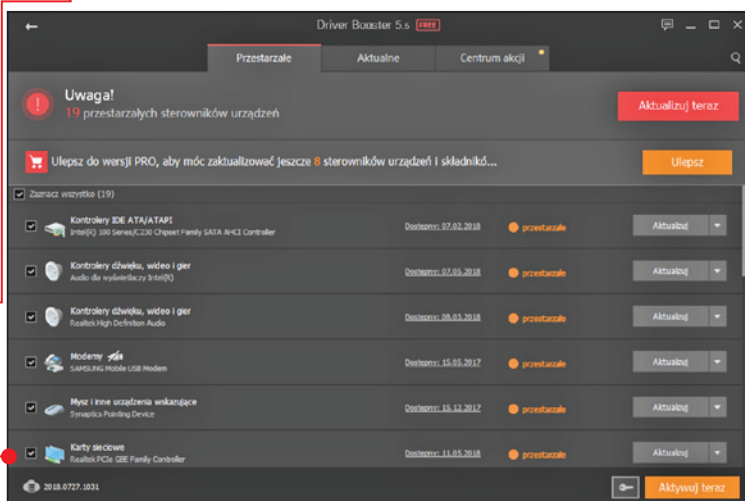 Driver Booster 5.5 FREE
Przestarzałe Aktualne Centrum akcji
Uwaga!
19 przestarzałych sterowników urządzeń
Aktualizuj teraz
Ulepsz do wersji PRO, aby móc zaktualizować jeszcze 8 sterowników urządzeń i składnikó...
Ulepsz
Zaznacz wszystko (19)
Kontrolery IDE ATA/ATAPI
Intel(R) 100 Series/C230 Chipset Family SATA AHCI Controller
Dostępny: 07.02.2018 przestarzałe Aktualizuj
Kontrolery dźwięku, wideo i gier
Audio dla wyświetlaczy Intel(R)
Dostępny: 07.05.2018 przestarzałe Aktualizuj
Kontrolery dźwięku, wideo i gier
Realtek High Definition Audio
Dostępny: 08.05.2018 przestarzałe Aktualizuj
Modemy
SAMSUNG Mobile USB Modem
Dostępny: 15.05.2017 przestarzałe Aktualizuj
Mysz i inne urządzenia wskazujące
Synaptics Pointing Device
Dostępny: 15.12.2017 przestarzałe Aktualizuj
Karty sieciowe
Realtek PCIe GBE Family Controller
Dostępny: 11.05.2018 przestarzałe Aktualizuj
2018.0727.1031
Aktywuj teraz